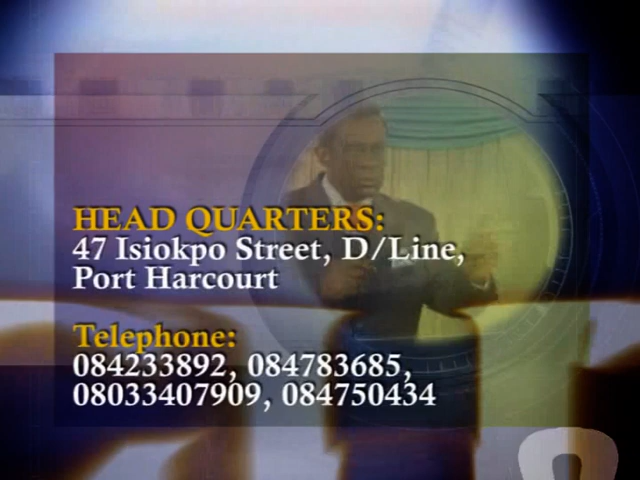 HEAD QUARTERS:
47 Isiokpo Street, D/Line,
Port Harcourt
Telephone:
084233892, 084783685,
08033407909, 084750434